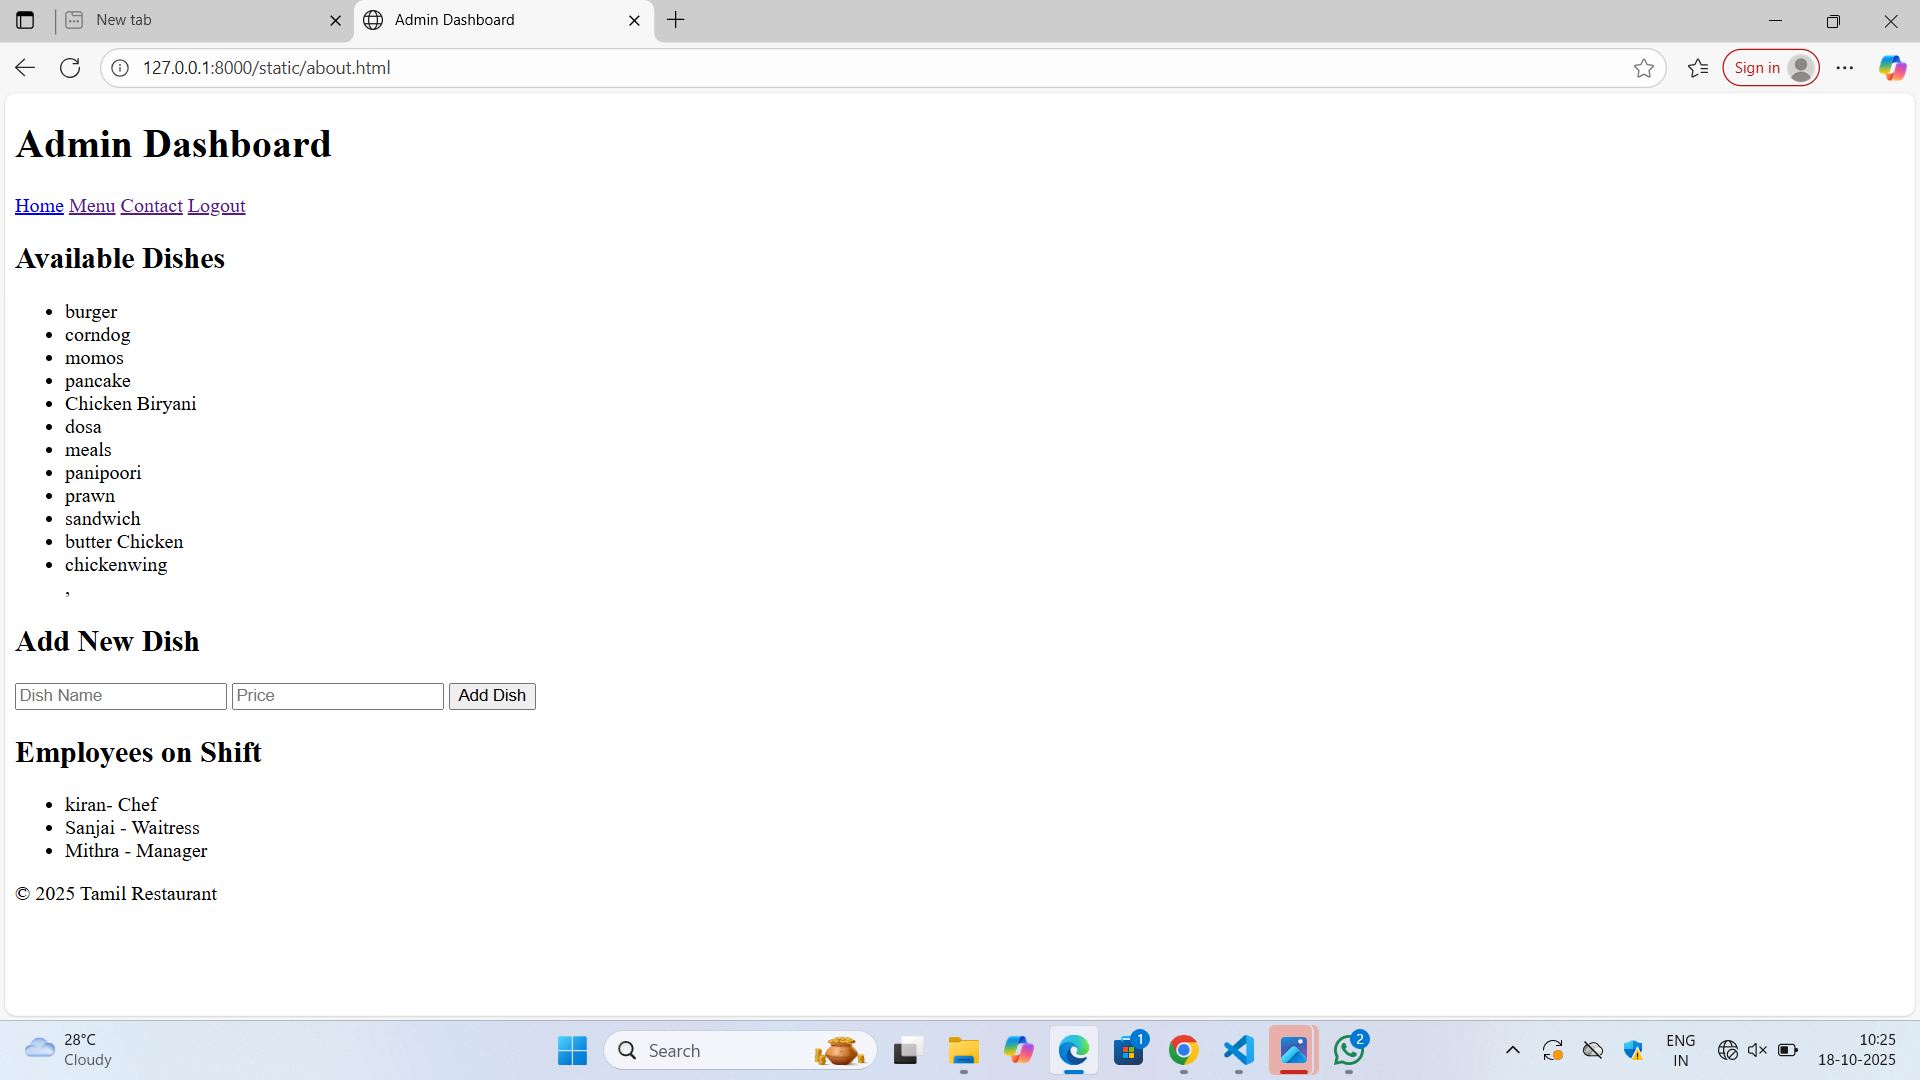 New tab
Admin Dashboard
127.0.0.1:8000/static/about.html
Sign in
Admin Dashboard
Home Menu Contact Logout
Available Dishes
burger
corndog
momos
pancake
Chicken Biryani
dosa
meals
panipoori
prawn
sandwich
butter Chicken
chickenwing
,
Add New Dish
Dish Name Price Add Dish
Employees on Shift
kiran- Chef
Sanjai - Waitress
Mithra - Manager
© 2025 Tamil Restaurant
28°C
Cloudy
Search
1
2
ENG
IN
10:25
18-10-2025